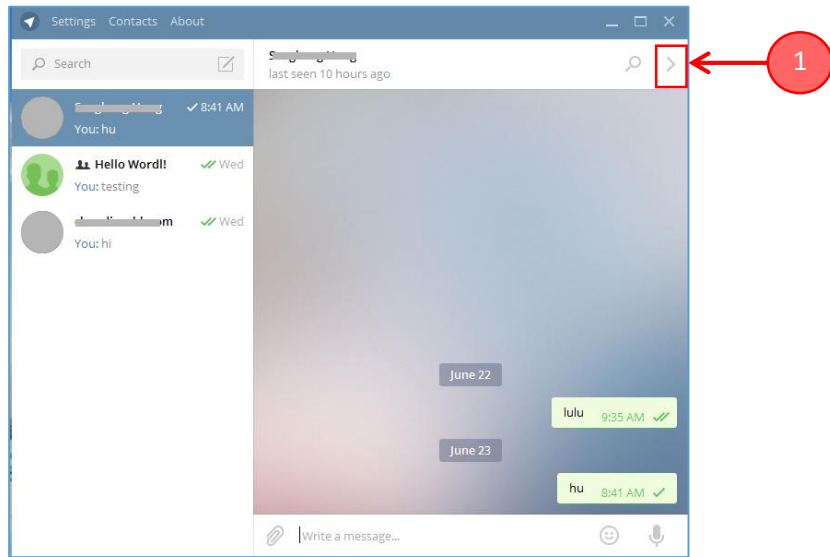 Settings Contacts About
Search
last seen 10 hours ago
1
8:41 AM
You: hu
Hello Wordl!
Wed
You: testing
Wed
You: hi
June 22
lulu 9:35 AM
June 23
hu 8:41 AM
Write a message...